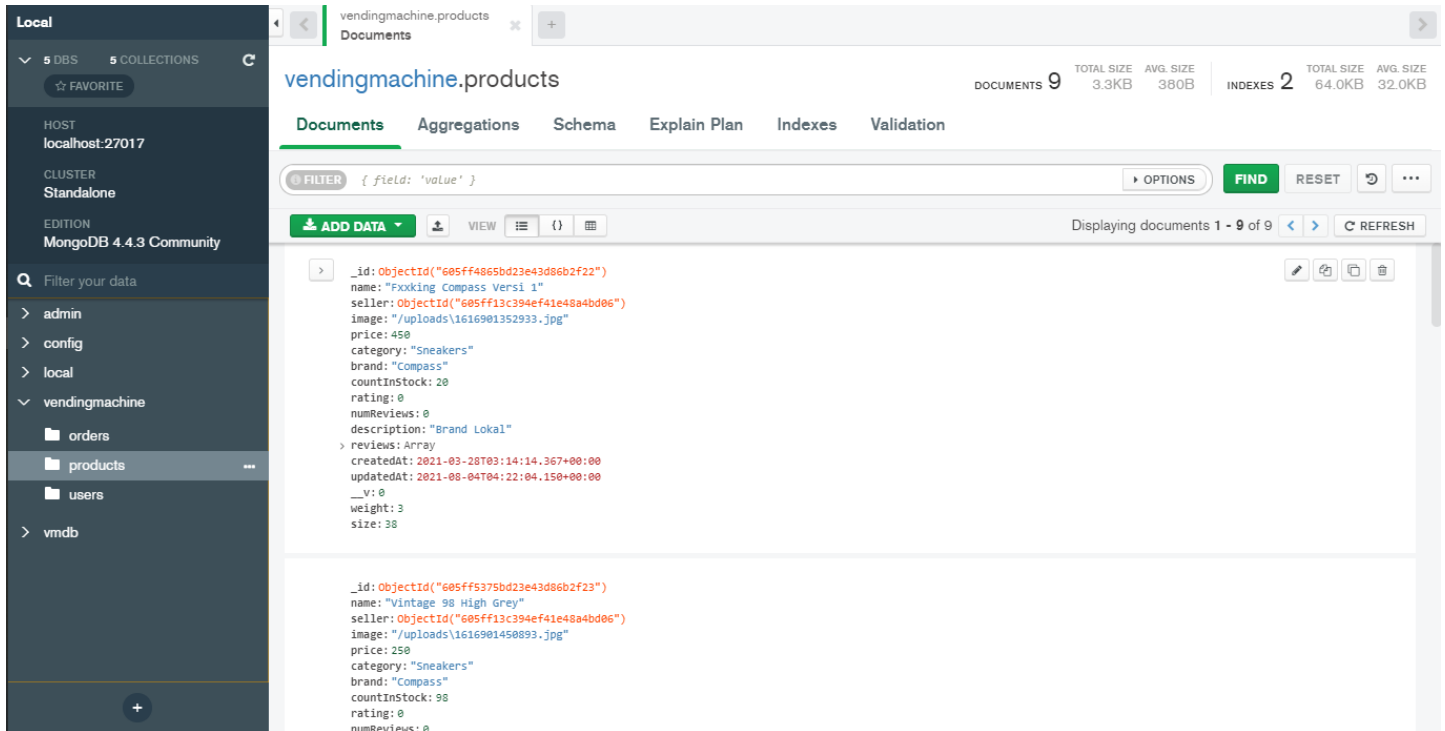 Local
5 DBS 5 COLLECTIONS
FAVORITE
HOST
localhost:27017
CLUSTER
Standalone
EDITION
MongoDB 4.4.3 Community
Filter your data
admin
config
local
vendingmachine
orders
products
users
vmdb
vendingmachine.products
Documents
vendingmachine.products
DOCUMENTS 9 TOTAL SIZE 3.3KB AVG. SIZE 380B INDEXES 2 TOTAL SIZE 64.0KB AVG. SIZE 32.0KB
Documents Aggregations Schema Explain Plan Indexes Validation
FILTER { field: 'value' } OPTIONS FIND RESET
ADD DATA VIEW {} Displaying documents 1 - 9 of 9 REFRESH
_id: ObjectId("605ff4865bd23e43d86b2f22")
name: "Fxxking Compass Versi 1"
seller: ObjectId("605ff13c394ef41e48a4bd06")
image: "/uploads\1616901352933.jpg"
price: 450
category: "Sneakers"
brand: "Compass"
countInStock: 20
rating: 0
numReviews: 0
description: "Brand Lokal"
reviews: Array
createdAt: 2021-03-28T03:14:14.367+00:00
updatedAt: 2021-08-04T04:22:04.150+00:00
__v: 0
weight: 3
size: 38
_id: ObjectId("605ff5375bd23e43d86b2f23")
name: "Vintage 98 High Grey"
seller: ObjectId("605ff13c394ef41e48a4bd06")
image: "/uploads\1616901450893.jpg"
price: 250
category: "Sneakers"
brand: "Compass"
countInStock: 98
rating: 0
numReviews: 0